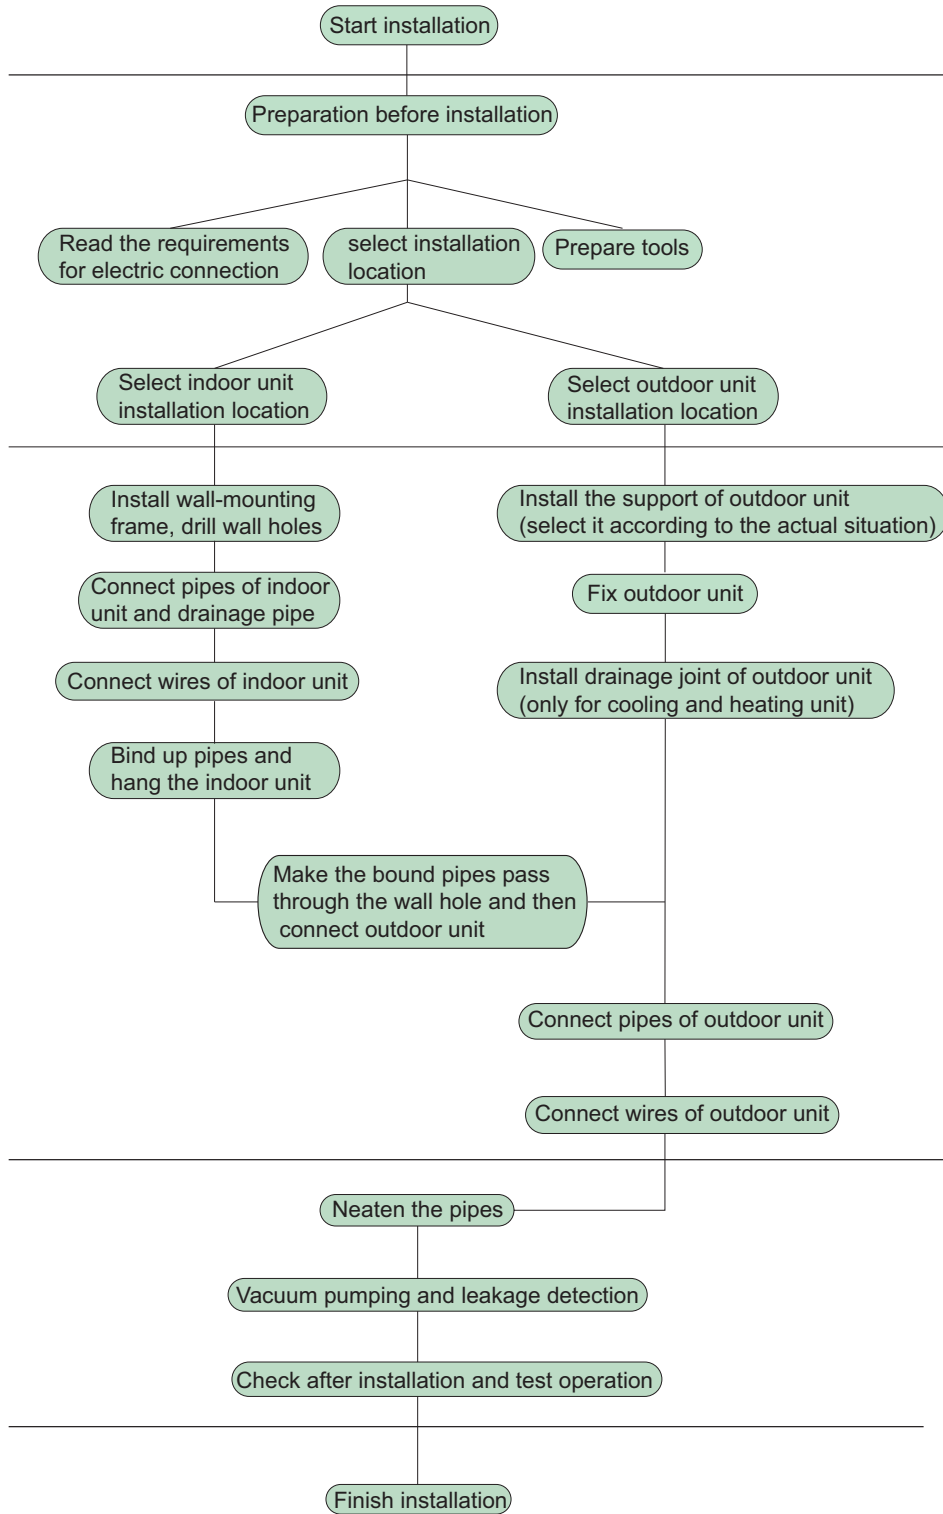 Start installation
Preparation before installation
Read the requirements
for electric connection
select installation
location
Prepare tools
Select indoor unit
installation location
Select outdoor unit
installation location
Install wall-mounting
frame, drill wall holes
Install the support of outdoor unit
(select it according to the actual situation)
Connect pipes of indoor
unit and drainage pipe
Fix outdoor unit
Connect wires of indoor unit
Install drainage joint of outdoor unit
(only for cooling and heating unit)
Bind up pipes and
hang the indoor unit
Make the bound pipes pass
through the wall hole and then
connect outdoor unit
Connect pipes of outdoor unit
Connect wires of outdoor unit
Neaten the pipes
Vacuum pumping and leakage detection
Check after installation and test operation
Finish installation